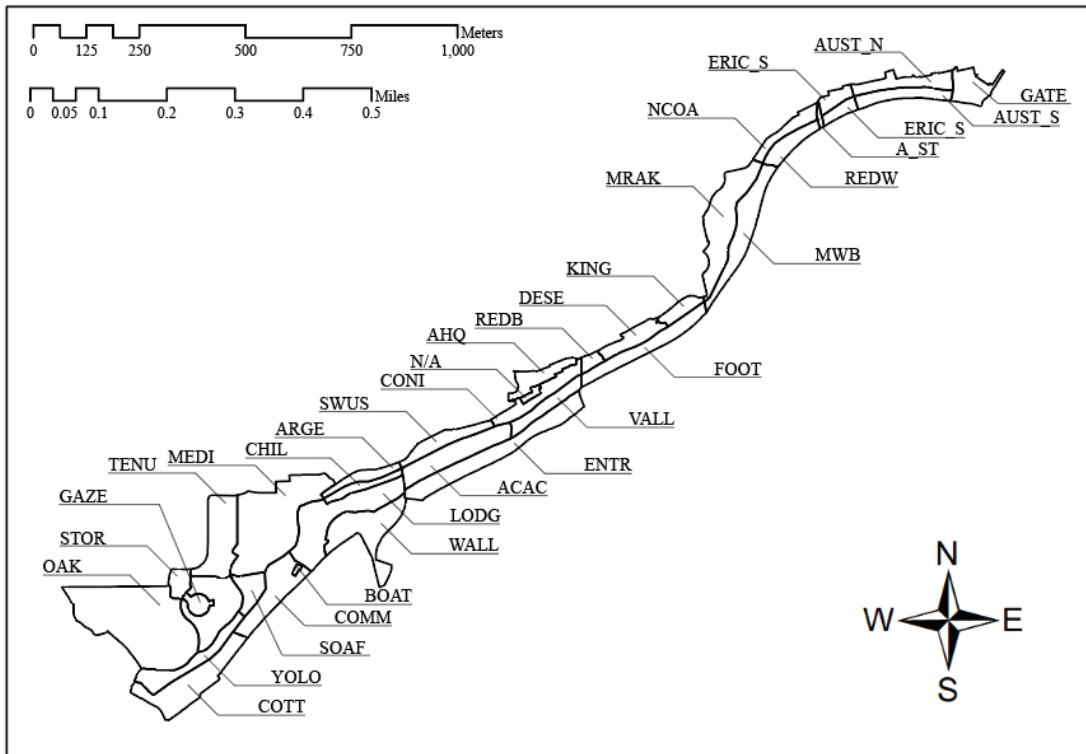 Meters
0 125 250 500 750 1,000
Miles
0 0.05 0.1 0.2 0.3 0.4 0.5
AUST_N
ERIC_S
GATE
AUST_S
NCOA
ERIC_S
A_ST
MRAK
REDW
MWB
KING
DESE
REDB
AHQ
N/A
FOOT
CONI
SWUS
VALL
ARGE
CHIL
MEDI
TENU
ENTR
ACAC
GAZE
LODG
STOR
WALL
OAK
BOAT
COMM
SOAF
YOLO
COTT
N
W E
S